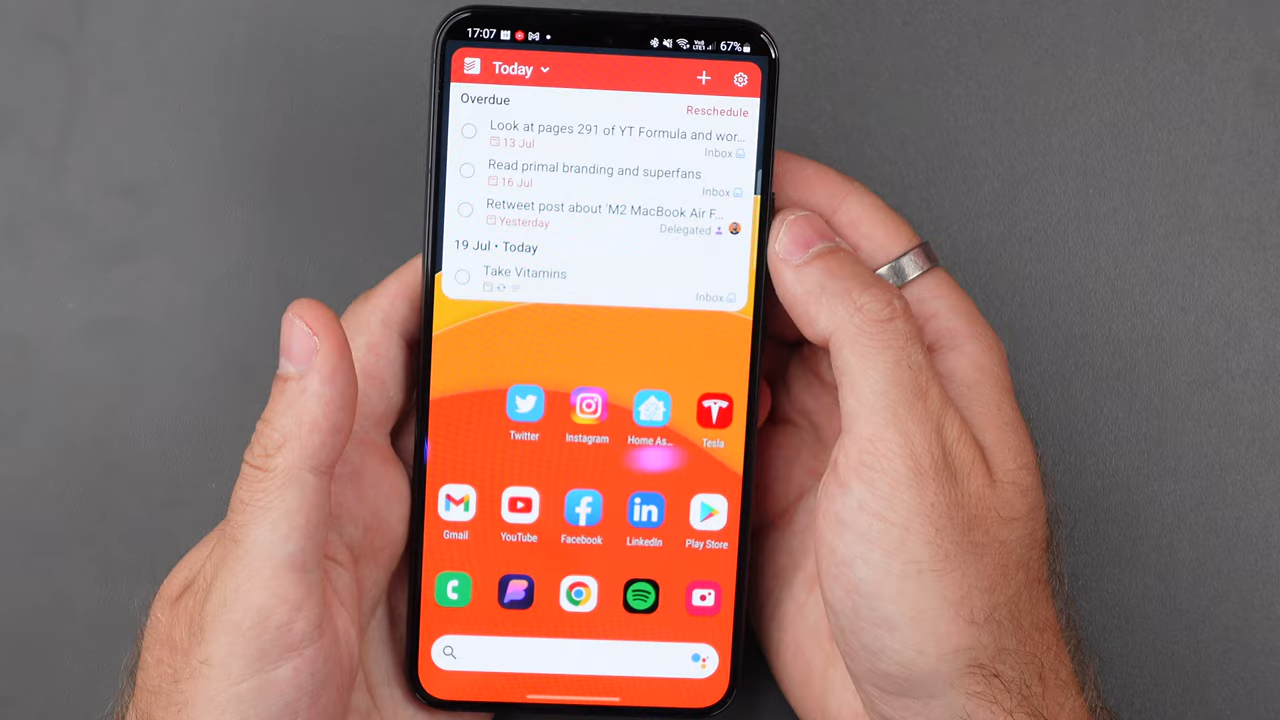 17:07 67%
Today
Overdue
Reschedule
Look at pages 291 of YT Formula and wor...
13 Jul
Inbox
Read primal branding and superfans
16 Jul
Inbox
Retweet post about 'M2 MacBook Air F...
Yesterday
Delegated
19 Jul • Today
Take Vitamins
Inbox
Twitter Instagram Home As... Tesla
Gmail YouTube Facebook LinkedIn Play Store